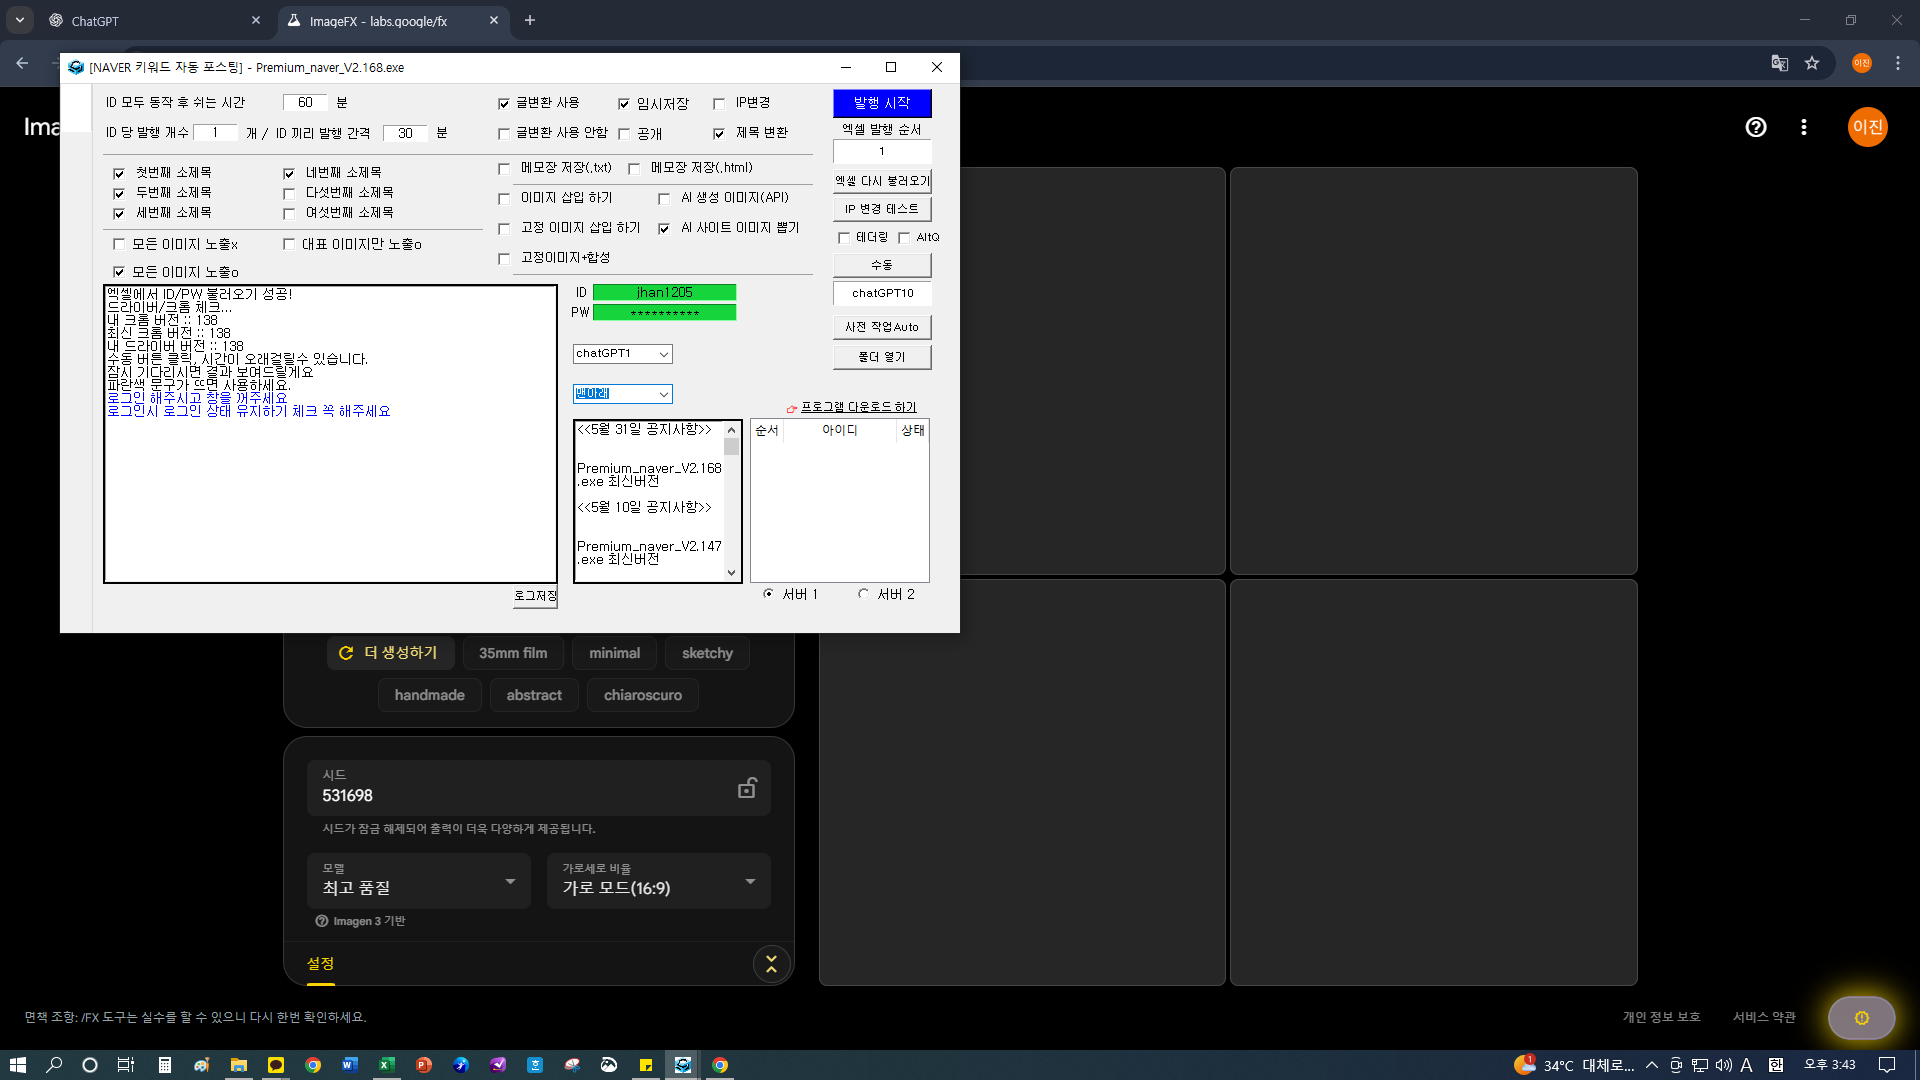 ChatGPT
ImageFX - labs.google/fx
이진
[NAVER 키워드 자동 포스팅] - Premium_naver_V2.168.exe
이진
ID 모두 동작 후 쉬는 시간 60 분
ID 당 발행 개수 1 개 / ID 끼리 발행 간격 30 분
글변환 사용 임시저장 IP변경
글변환 사용 안함 공개 제목 변환
발행 시작
엑셀 발행 순서
1
엑셀 다시 불러오기
IP 변경 테스트
테더링 AltQ
수동
chatGPT10
사전 작업Auto
폴더 열기
첫번째 소제목 네번째 소제목
두번째 소제목 다섯번째 소제목
세번째 소제목 여섯번째 소제목
모든 이미지 노출x 대표 이미지만 노출o
모든 이미지 노출o
메모장 저장(.txt) 메모장 저장(.html)
이미지 삽입 하기 AI 생성 이미지(API)
고정 이미지 삽입 하기 AI 사이트 이미지 뽑기
고정이미지+합성
엑셀에서 ID/PW 불러오기 성공!
드라이버/크롬 체크...
내 크롬 버전 :: 138
최신 크롬 버전 :: 138
내 드라이버 버전 :: 138
수동 버튼 클릭, 시간이 오래걸릴수 있습니다.
잠시 기다리시면 결과 보여드릴게요
파란색 문구가 뜨면 사용하세요.
로그인 해주시고 창을 꺼주세요
로그인시 로그인 상태 유지하기 체크 꼭 해주세요
ID jhan1205
PW **********
chatGPT1
맨아래
프로그램 다운로드 하기
<<5월 31일 공지사항>>
Premium_naver_V2.168
.exe 최신버전
<<5월 10일 공지사항>>
Premium_naver_V2.147
.exe 최신버전
순서 아이디 상태
로그저장
서버 1 서버 2
더 생성하기 35mm film minimal sketchy
handmade abstract chiaroscuro
시드
531698
시드가 잠금 해제되어 출력이 더욱 다양하게 제공됩니다.
모델
최고 품질
가로세로 비율
가로 모드(16:9)
Imagen 3 기반
설정
면책 조항: /FX 도구는 실수를 할 수 있으니 다시 한번 확인하세요.
개인 정보 보호 서비스 약관
1 34°C 대체로... A 한 오후 3:43